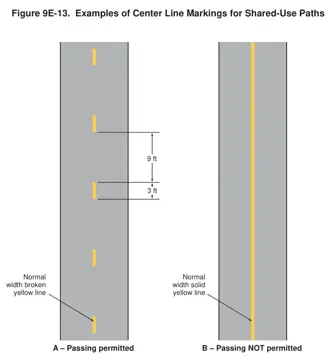 Figure 9E-13. Examples of Center Line Markings for Shared-Use Paths
9 ft
3 ft
Normal
width broken
yellow line
Normal
width solid
yellow line
A – Passing permitted
B – Passing NOT permitted